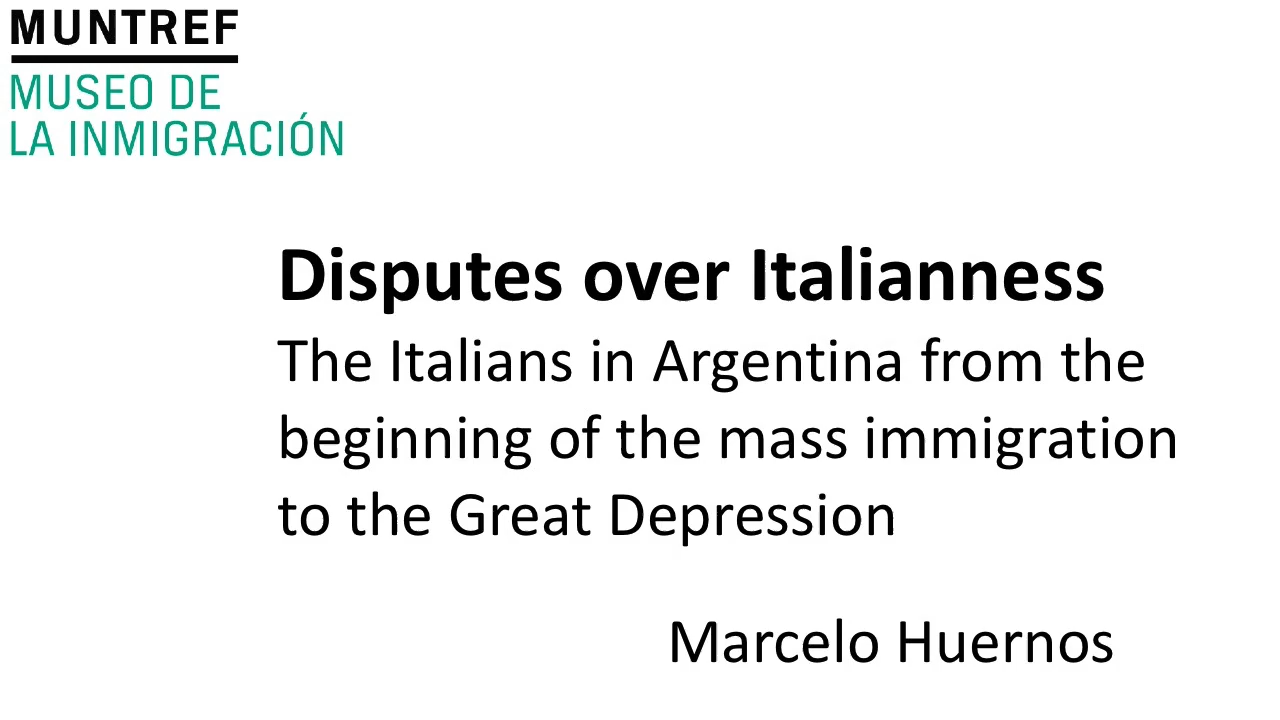 MUNTREF
MUSEO DE
LA INMIGRACIÓN
Disputes over Italianness
The Italians in Argentina from the
beginning of the mass immigration
to the Great Depression
Marcelo Huernos